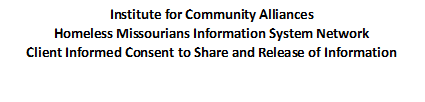 Institute for Community Alliances
Homeless Missourians Information System Network
Client Informed Consent to Share and Release of Information